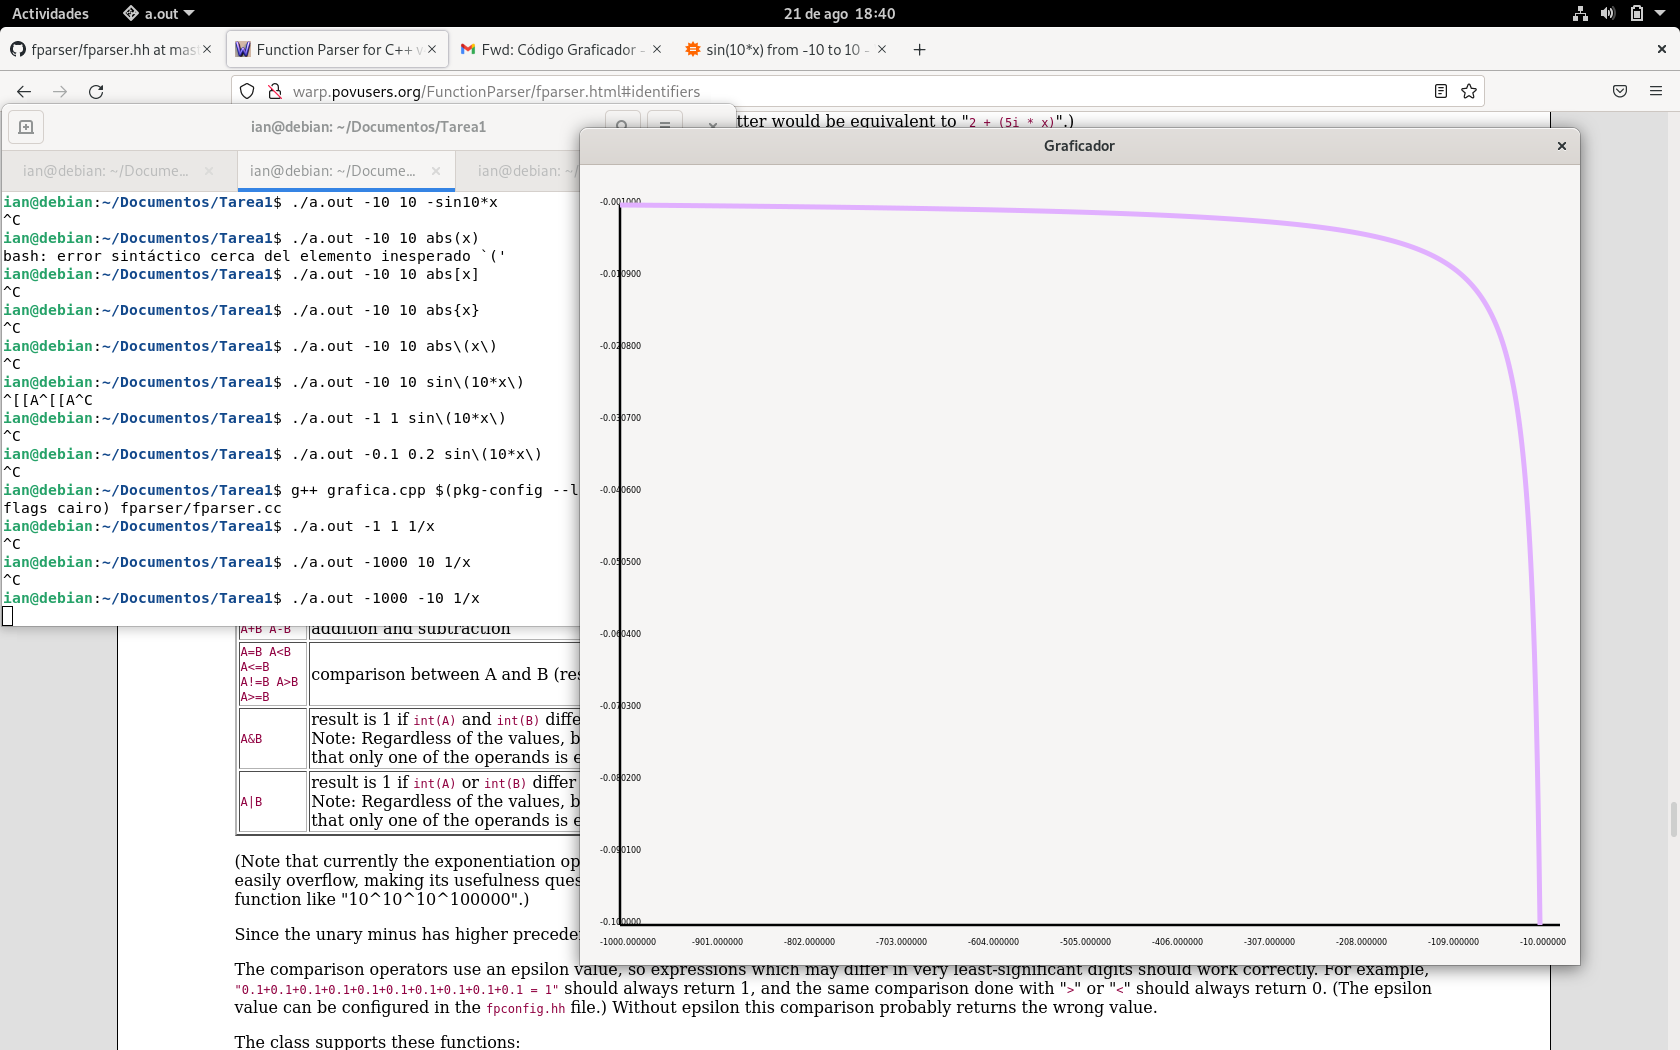 Actividades
a.out
21 de ago 18:40
fparser/fparser.hh at mas
Function Parser for C++ v
Fwd: Código Graficador -
sin(10*x) from -10 to 10 -
warp.povusers.org/FunctionParser/fparser.html#identifiers
ian@debian: ~/Documentos/Tarea1
ian@debian: ~/Docume...
ian@debian: ~/Docume...
ian@debian: ~/
ian@debian:~/Documentos/Tarea1$ ./a.out -10 10 -sin10*x
^C
ian@debian:~/Documentos/Tarea1$ ./a.out -10 10 abs(x)
bash: error sintáctico cerca del elemento inesperado `('
ian@debian:~/Documentos/Tarea1$ ./a.out -10 10 abs[x]
^C
ian@debian:~/Documentos/Tarea1$ ./a.out -10 10 abs{x}
^C
ian@debian:~/Documentos/Tarea1$ ./a.out -10 10 abs\(x\)
^C
ian@debian:~/Documentos/Tarea1$ ./a.out -10 10 sin\(10*x\)
^[[A^[[A^C
ian@debian:~/Documentos/Tarea1$ ./a.out -1 1 sin\(10*x\)
^C
ian@debian:~/Documentos/Tarea1$ ./a.out -0.1 0.2 sin\(10*x\)
^C
ian@debian:~/Documentos/Tarea1$ g++ grafica.cpp $(pkg-config --l
flags cairo) fparser/fparser.cc
ian@debian:~/Documentos/Tarea1$ ./a.out -1 1 1/x
^C
ian@debian:~/Documentos/Tarea1$ ./a.out -1000 10 1/x
^C
ian@debian:~/Documentos/Tarea1$ ./a.out -1000 -10 1/x
tter would be equivalent to "2 + (5i * x)".)
Graficador
-0.001000
-0.010900
-0.020800
-0.030700
-0.040600
-0.050500
-0.060400
-0.070300
-0.080200
-0.090100
-0.100000
-1000.000000 -901.000000 -802.000000 -703.000000 -604.000000 -505.000000 -406.000000 -307.000000 -208.000000 -109.000000 -10.000000
A+B A-B addition and subtraction
A=B A<B
A<=B
A!=B A>B
A>=B
comparison between A and B (res
A&B
result is 1 if int(A) and int(B) diffe
Note: Regardless of the values, b
that only one of the operands is e
A|B
result is 1 if int(A) or int(B) differ
Note: Regardless of the values, b
that only one of the operands is e
(Note that currently the exponentiation op
easily overflow, making its usefulness ques
function like "10^10^10^100000".)
Since the unary minus has higher preceder
The comparison operators use an epsilon value, so expressions which may differ in very least-significant digits should work correctly. For example,
"0.1+0.1+0.1+0.1+0.1+0.1+0.1+0.1+0.1+0.1 = 1" should always return 1, and the same comparison done with ">" or "<" should always return 0. (The epsilon
value can be configured in the fpconfig.hh file.) Without epsilon this comparison probably returns the wrong value.
The class supports these functions: